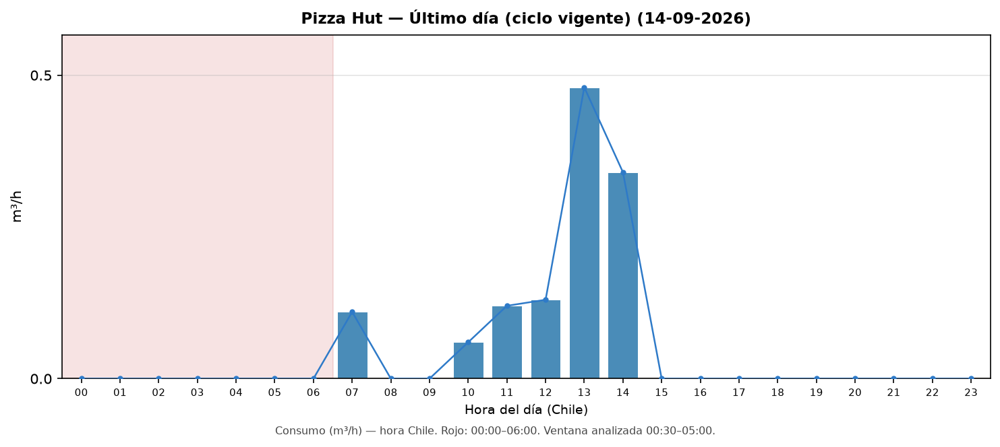 Pizza Hut — Último día (ciclo vigente) (14-09-2026)
0.5
m³/h
0.0
00 01 02 03 04 05 06 07 08 09 10 11 12 13 14 15 16 17 18 19 20 21 22 23
Hora del día (Chile)
Consumo (m³/h) — hora Chile. Rojo: 00:00–06:00. Ventana analizada 00:30–05:00.